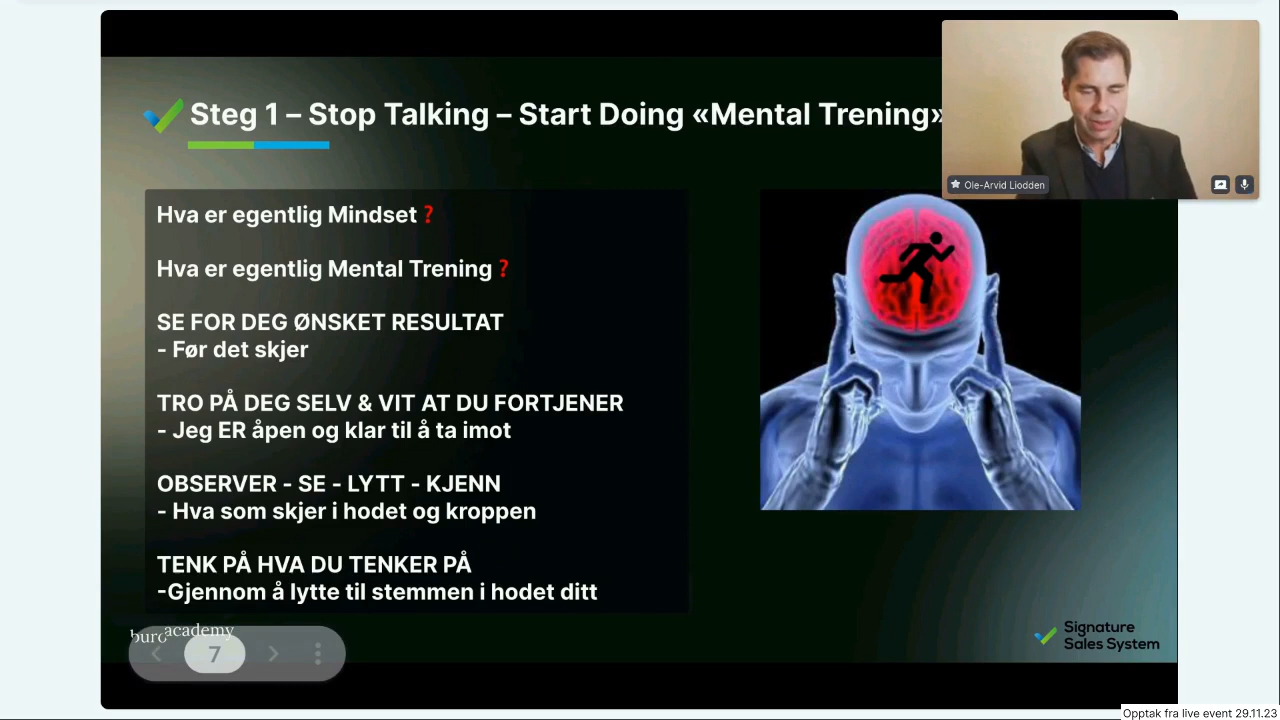 Steg 1 – Stop Talking – Start Doing «Mental Trening»
Ole-Arvid Liodden
Hva er egentlig Mindset ?
Hva er egentlig Mental Trening ?
SE FOR DEG ØNSKET RESULTAT
- Før det skjer
TRO PÅ DEG SELV & VIT AT DU FORTJENER
- Jeg ER åpen og klar til å ta imot
OBSERVER - SE - LYTT - KJENN
- Hva som skjer i hodet og kroppen
TENK PÅ HVA DU TENKER PÅ
-Gjennom å lytte til stemmen i hodet ditt
buro academy
7
Signature
Sales System
Opptak fra live event 29.11.23